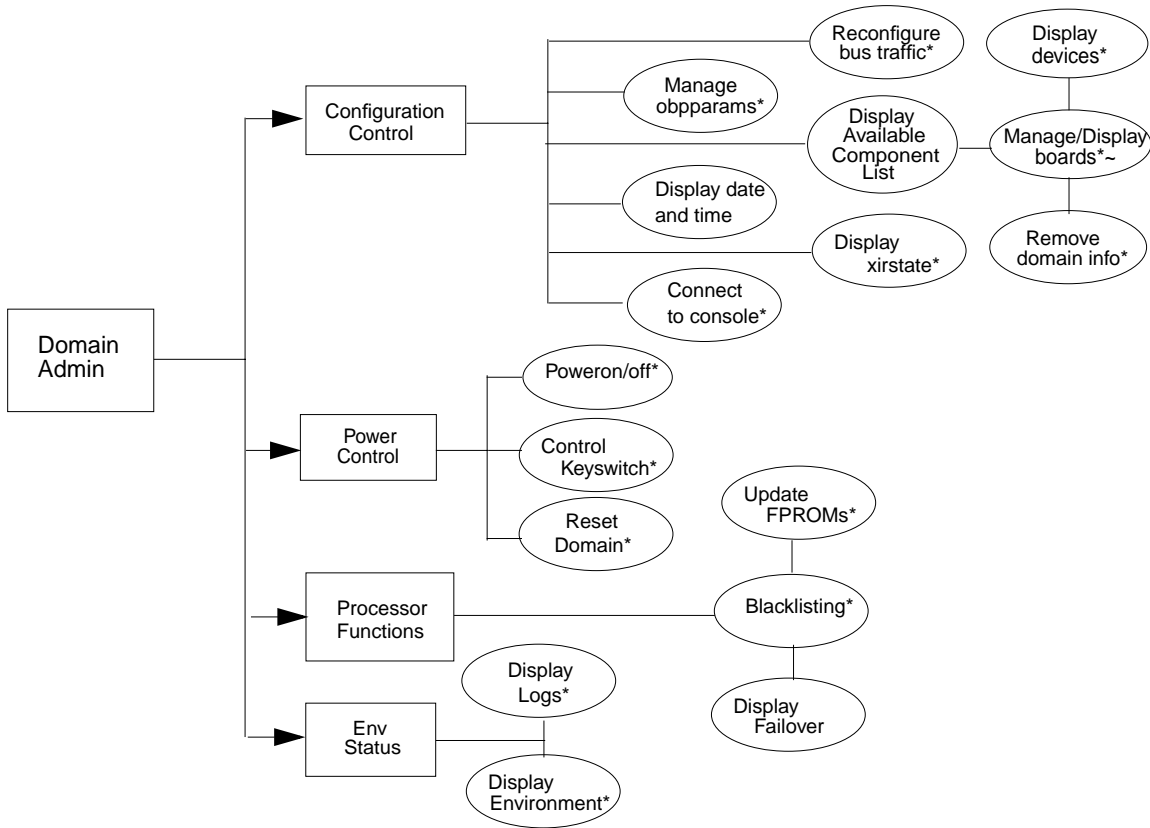 Reconfigure
bus traffic*
Display
devices*
Manage
obpparams*
Configuration
Control
Display
Available
Component
List
Manage/Display
boards*~
Display date
and time
Display
xirstate*
Remove
domain info*
Connect
to console*
Domain
Admin
Poweron/off*
Power
Control
Control
Keyswitch*
Reset
Domain*
Update
FPROMs*
Processor
Functions
Blacklisting*
Display
Logs*
Display
Failover
Env
Status
Display
Environment*